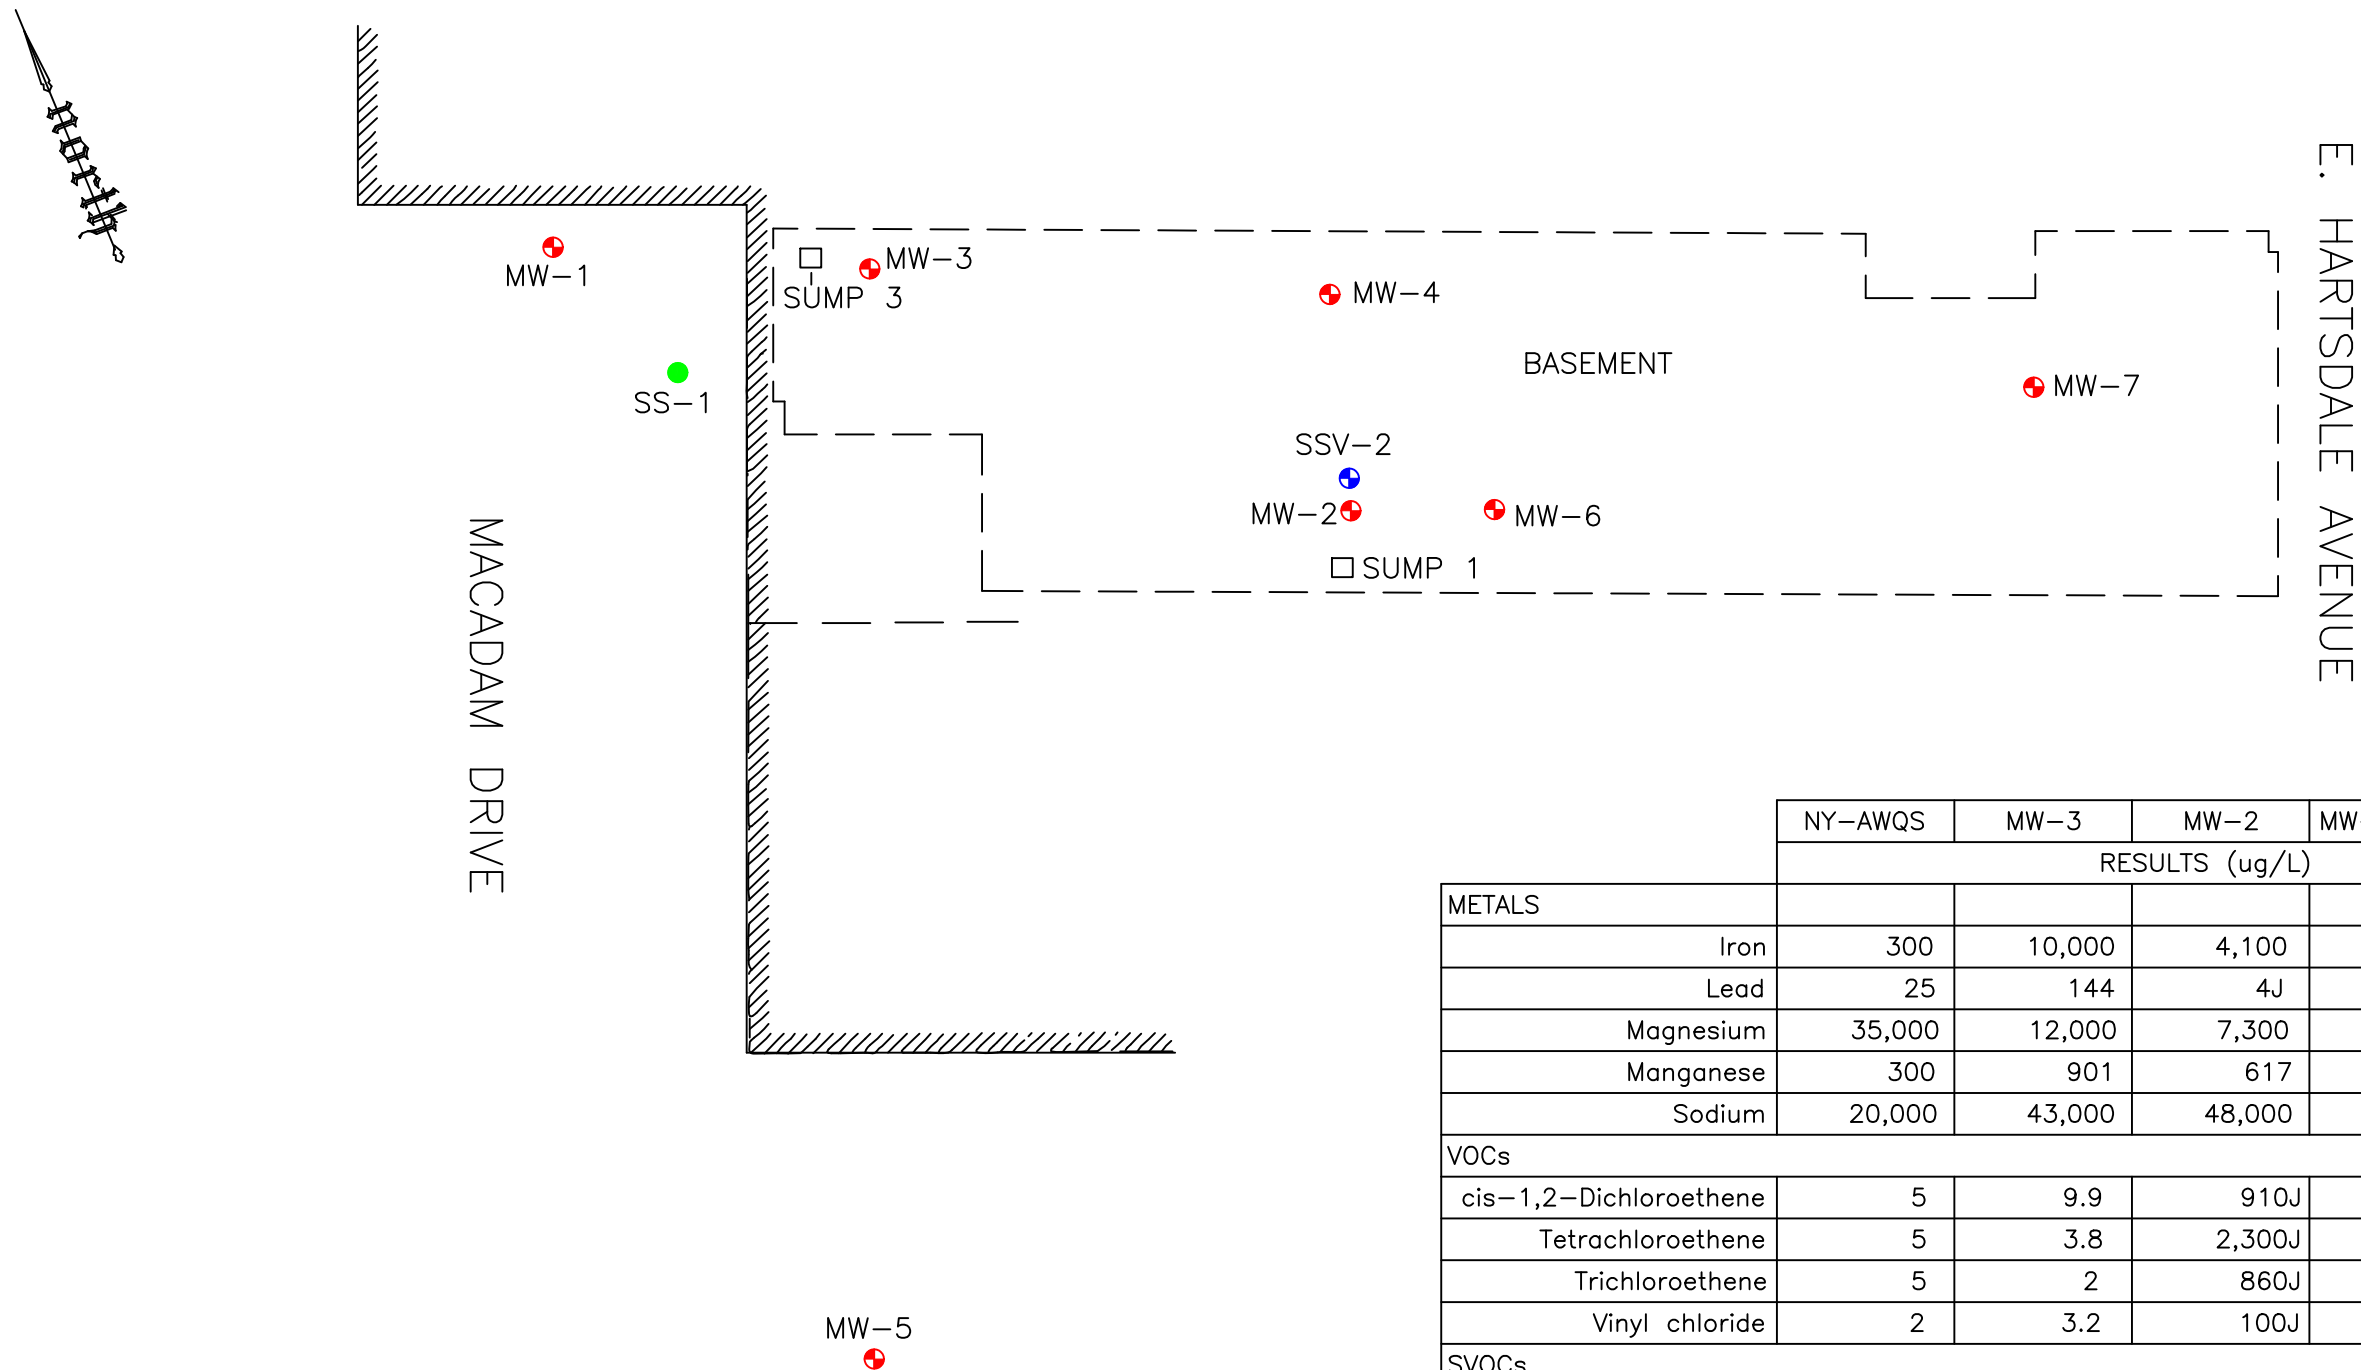 NORTH
MW-1
SUMP 3
MW-3
MW-4
BASEMENT
MW-7
E. HARTSDALE AVENUE
SS-1
SSV-2
MW-2
MW-6
SUMP 1
MACADAM DRIVE
MW-5
NY-AWQS MW-3 MW-2 MW
RESULTS (ug/L)
METALS
Iron 300 10,000 4,100
Lead 25 144 4J
Magnesium 35,000 12,000 7,300
Manganese 300 901 617
Sodium 20,000 43,000 48,000
VOCs
cis-1,2-Dichloroethene 5 9.9 910J
Tetrachloroethene 5 3.8 2,300J
Trichloroethene 5 2 860J
Vinyl chloride 2 3.2 100J
SVOCs